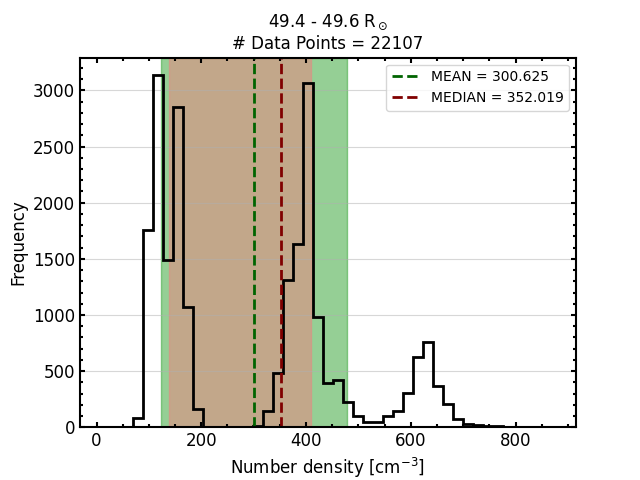 49.4 - 49.6 R⊙
# Data Points = 22107
MEAN = 300.625
MEDIAN = 352.019
Frequency
3000
2500
2000
1500
1000
500
0
0 200 400 600 800
Number density [cm⁻³]